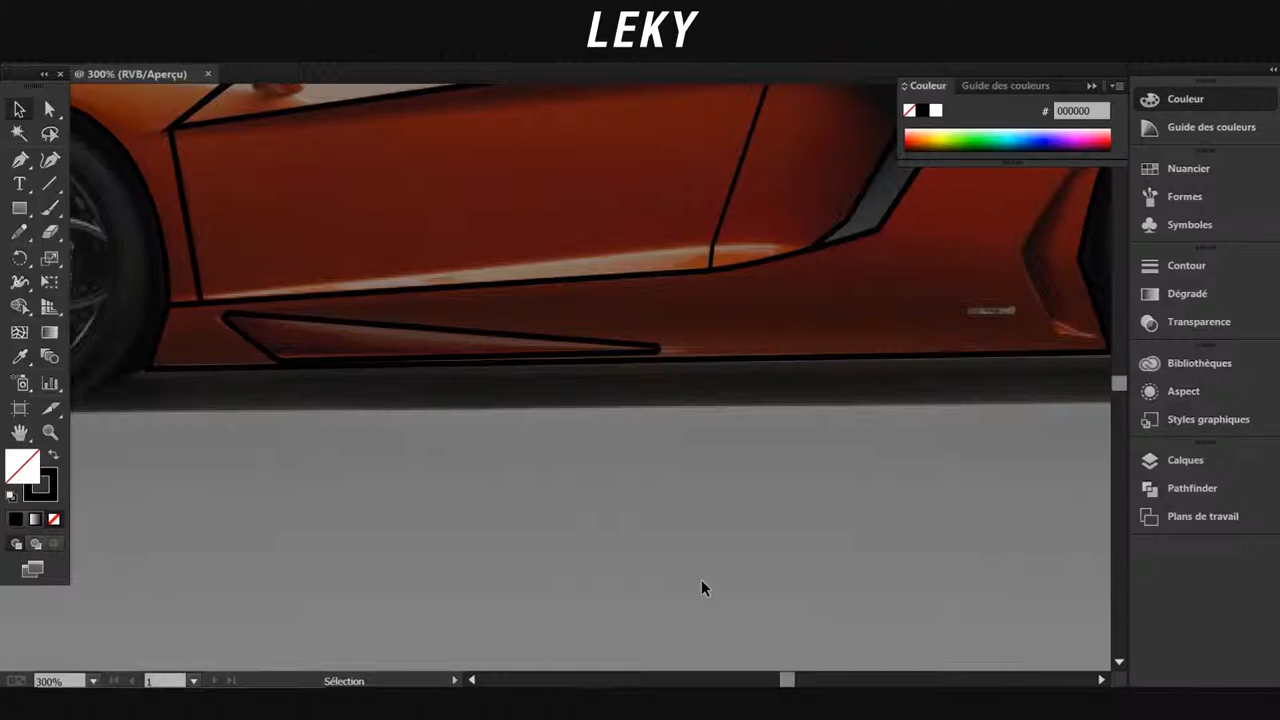 LEKY
@ 300% (RVB/Aperçu)
Couleur
Guide des couleurs
# 000000
Couleur
Guide des couleurs
Nuancier
Formes
Symboles
Contour
Dégradé
Transparence
Bibliothèques
Aspect
Styles graphiques
Calques
Pathfinder
Plans de travail
300%
1
Sélection